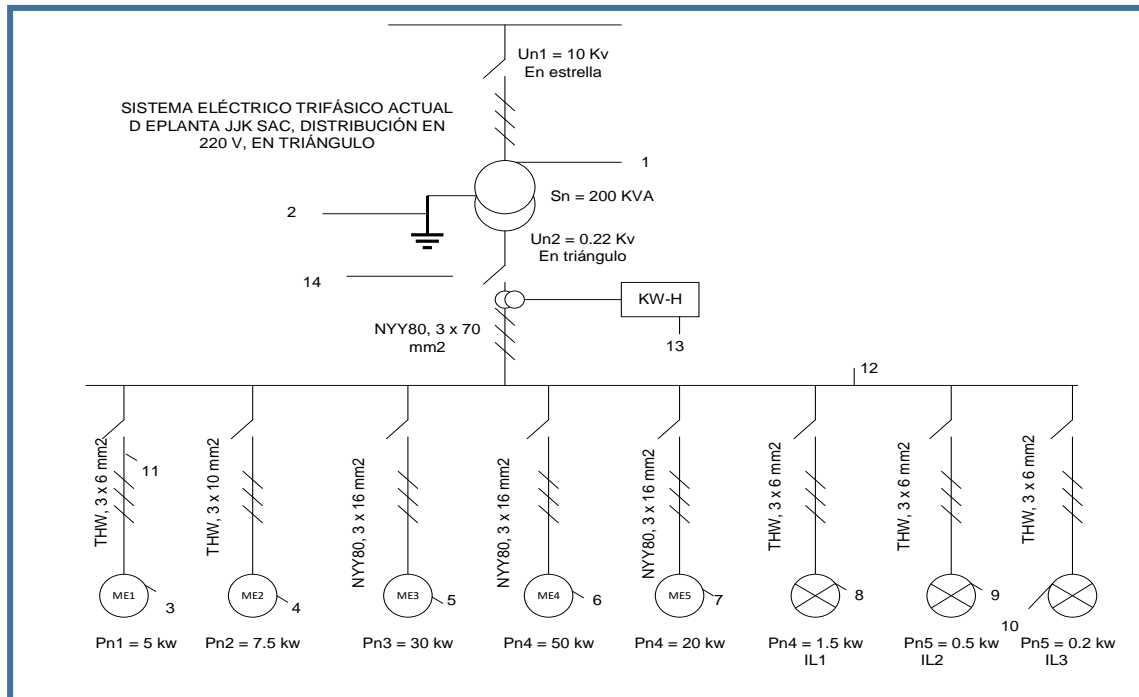 Un1 = 10 Kv
En estrella
SISTEMA ELÉCTRICO TRIFÁSICO ACTUAL
D EPLANTA JJK SAC, DISTRIBUCIÓN EN
220 V, EN TRIÁNGULO
1
Sn = 200 KVA
2
Un2 = 0.22 Kv
En triángulo
14
KW-H
13
NYY80, 3 x 70
mm2
12
THW, 3 x 6 mm2
11
THW, 3 x 10 mm2
NYY80, 3 x 16 mm2
NYY80, 3 x 16 mm2
NYY80, 3 x 16 mm2
THW, 3 x 6 mm2
THW, 3 x 6 mm2
THW, 3 x 6 mm2
ME1
3
ME2
4
ME3
5
ME4
6
ME5
7
8
9
10
Pn1 = 5 kw
Pn2 = 7.5 kw
Pn3 = 30 kw
Pn4 = 50 kw
Pn4 = 20 kw
Pn4 = 1.5 kw
IL1
Pn5 = 0.5 kw
IL2
Pn5 = 0.2 kw
IL3